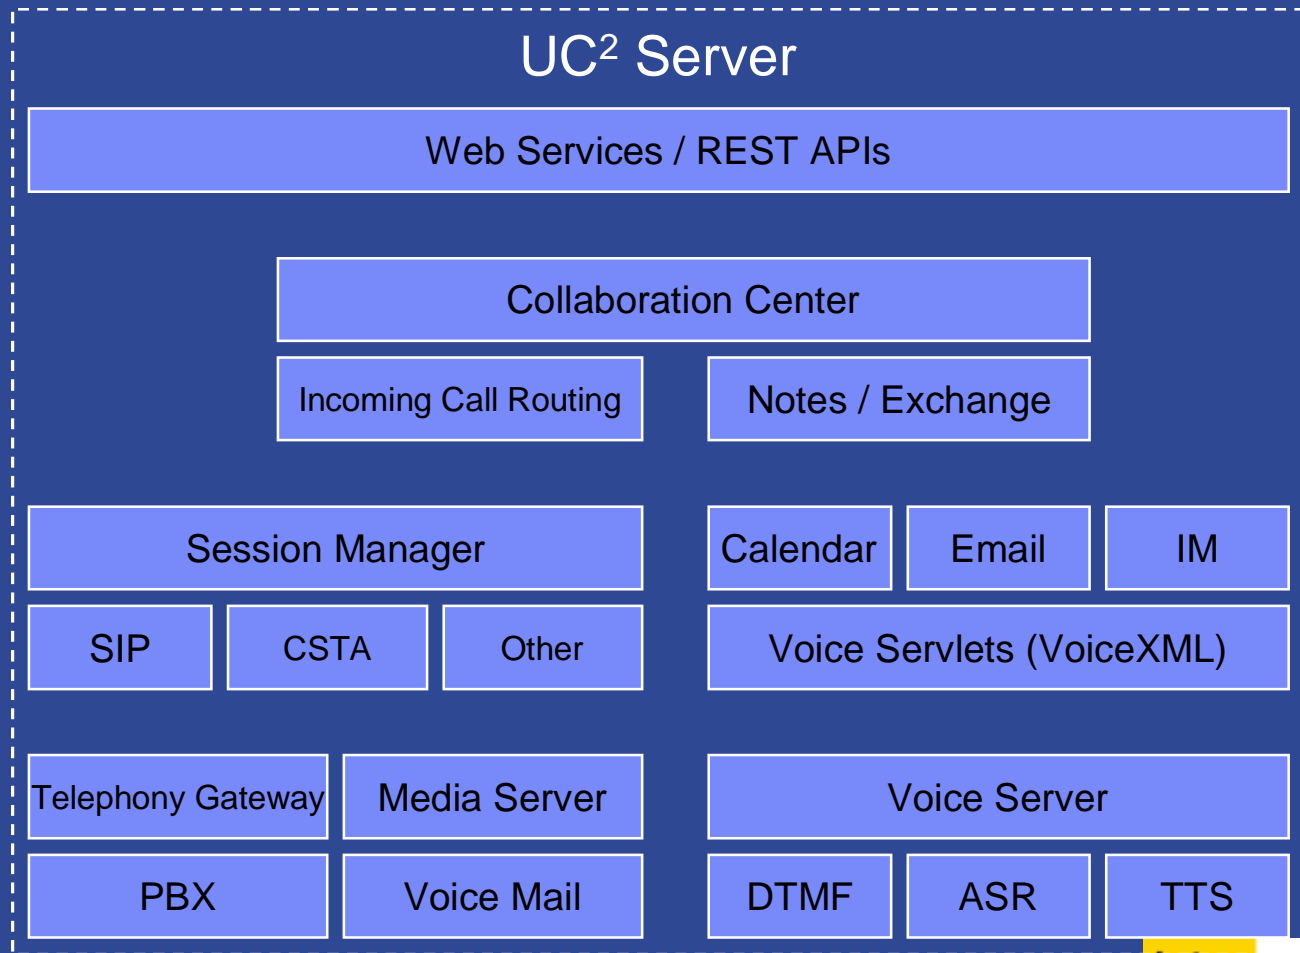 UC² Server
Web Services / REST APIs
Collaboration Center
Incoming Call Routing
Notes / Exchange
Session Manager
Calendar
Email
IM
SIP
CSTA
Other
Voice Servlets (VoiceXML)
Telephony Gateway
Media Server
Voice Server
PBX
Voice Mail
DTMF
ASR
TTS